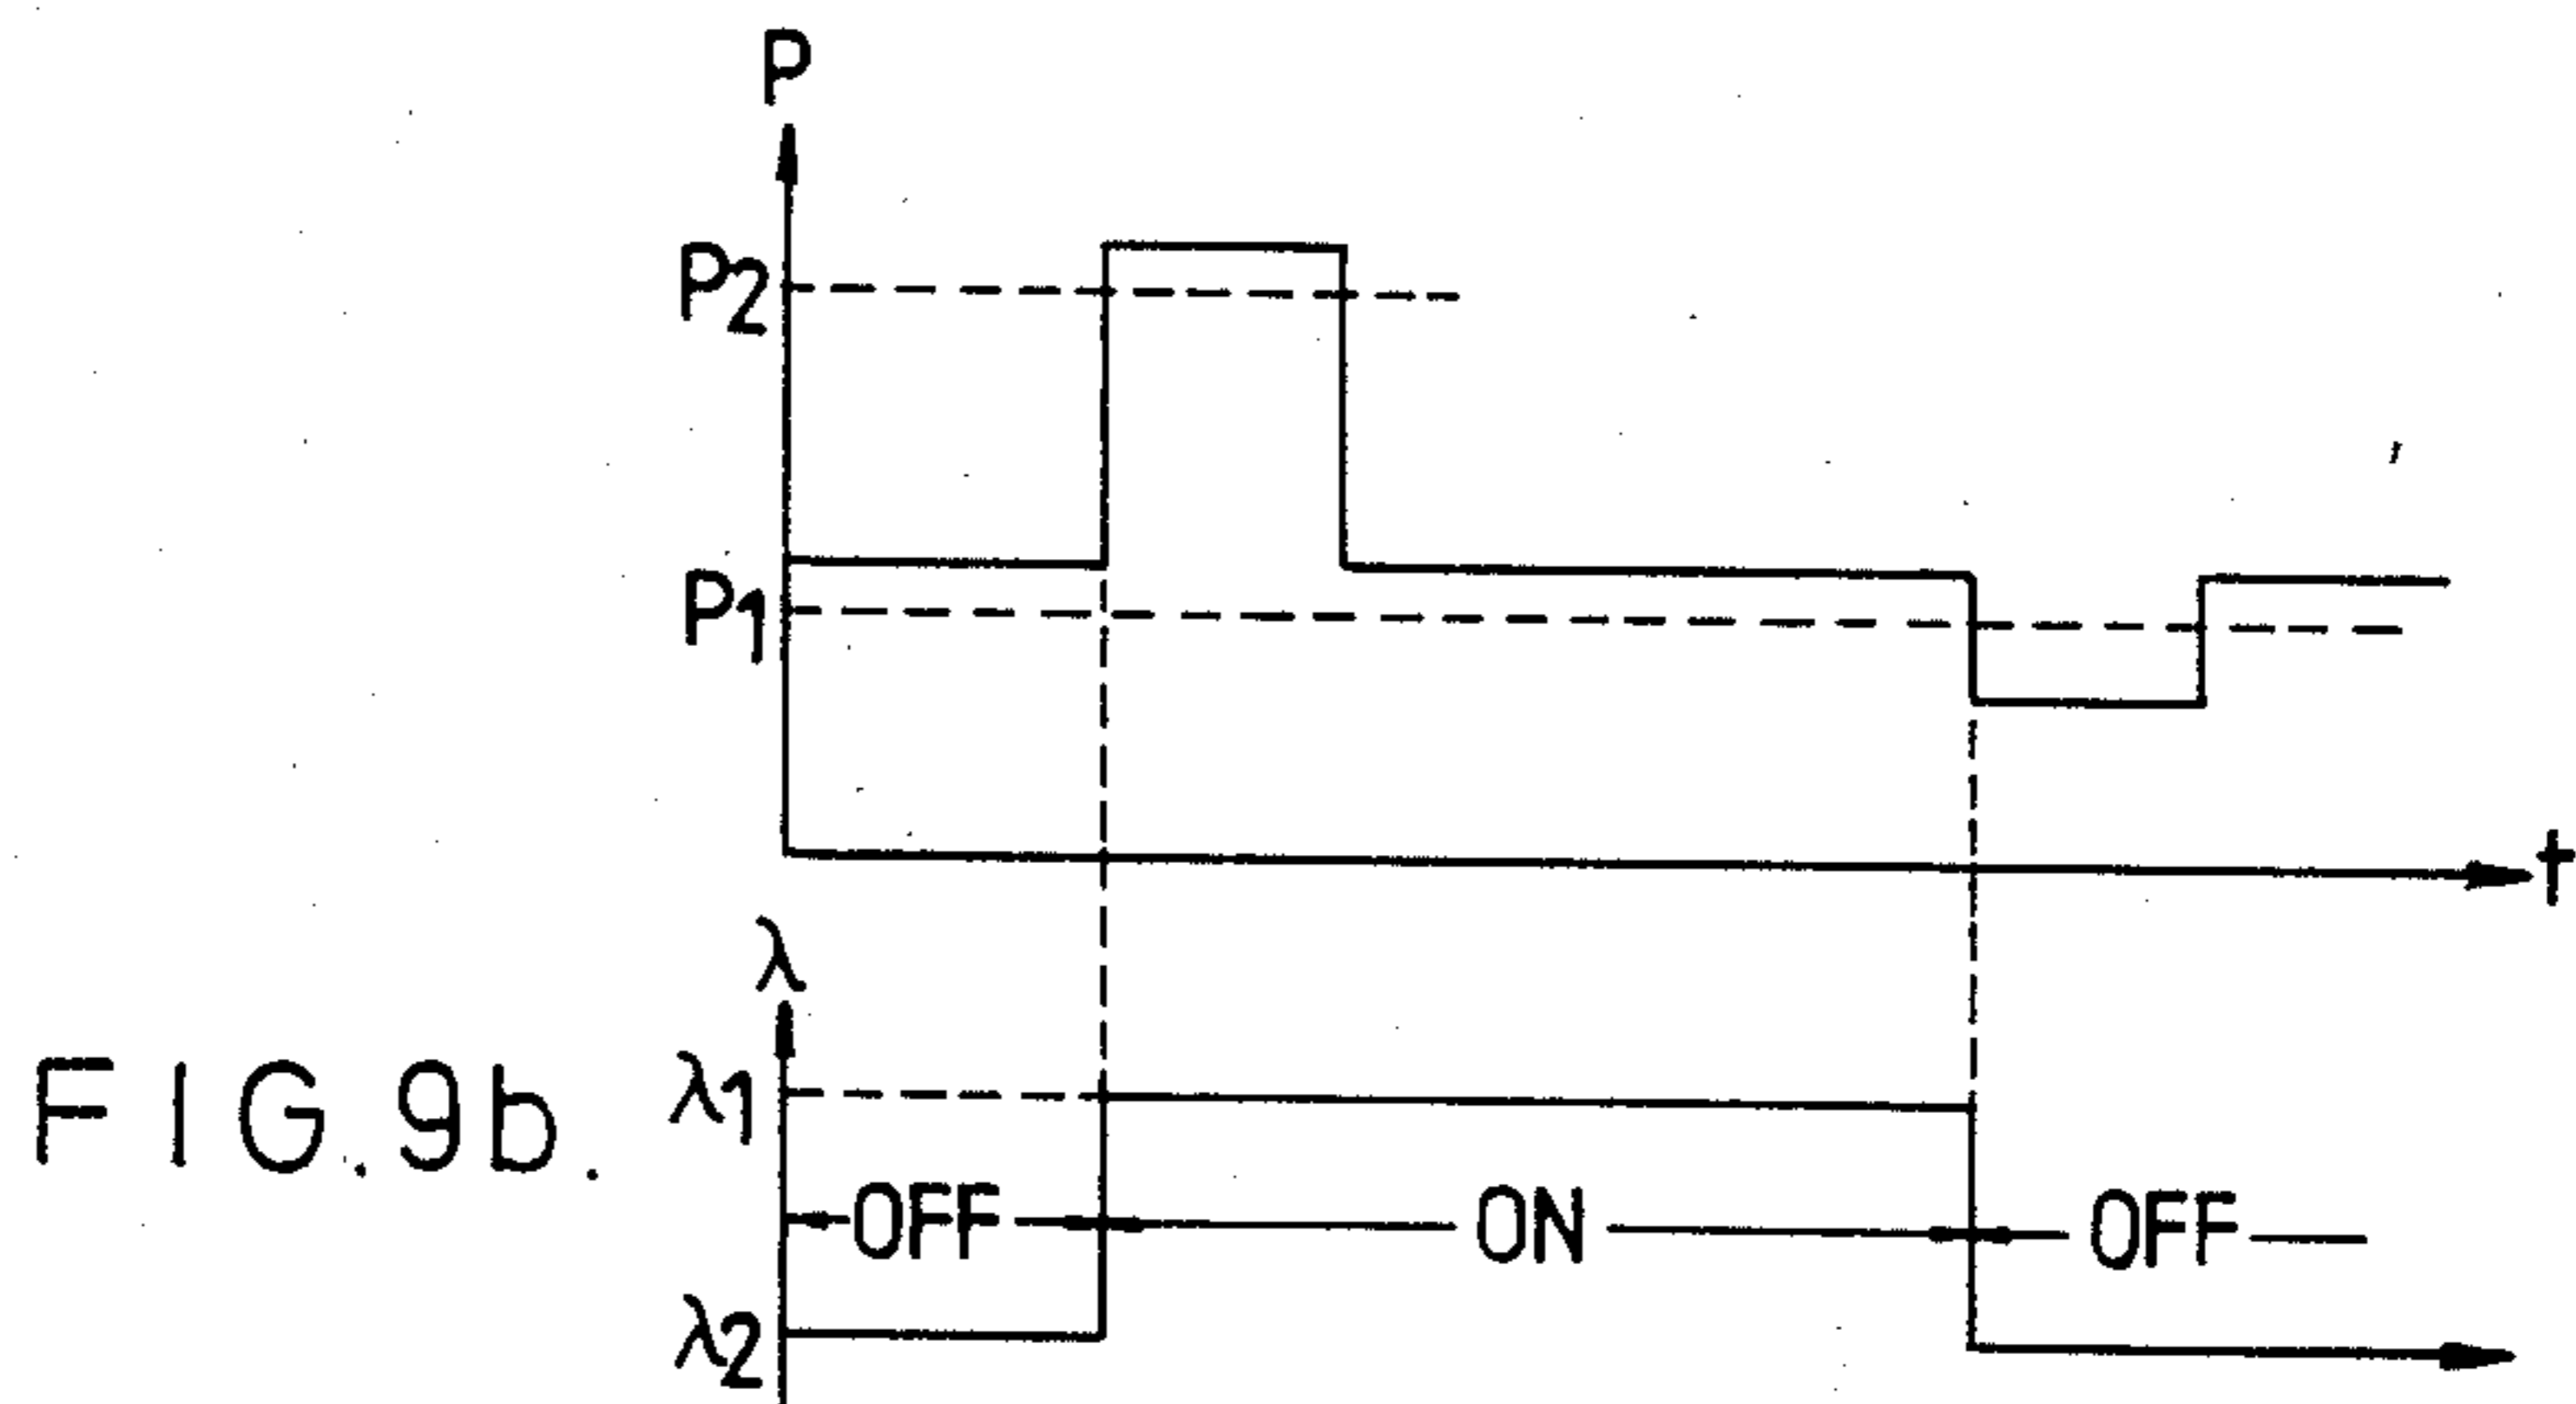 P
P2
P1
t
λ
λ1
OFF ON OFF
λ2
FIG.9b.